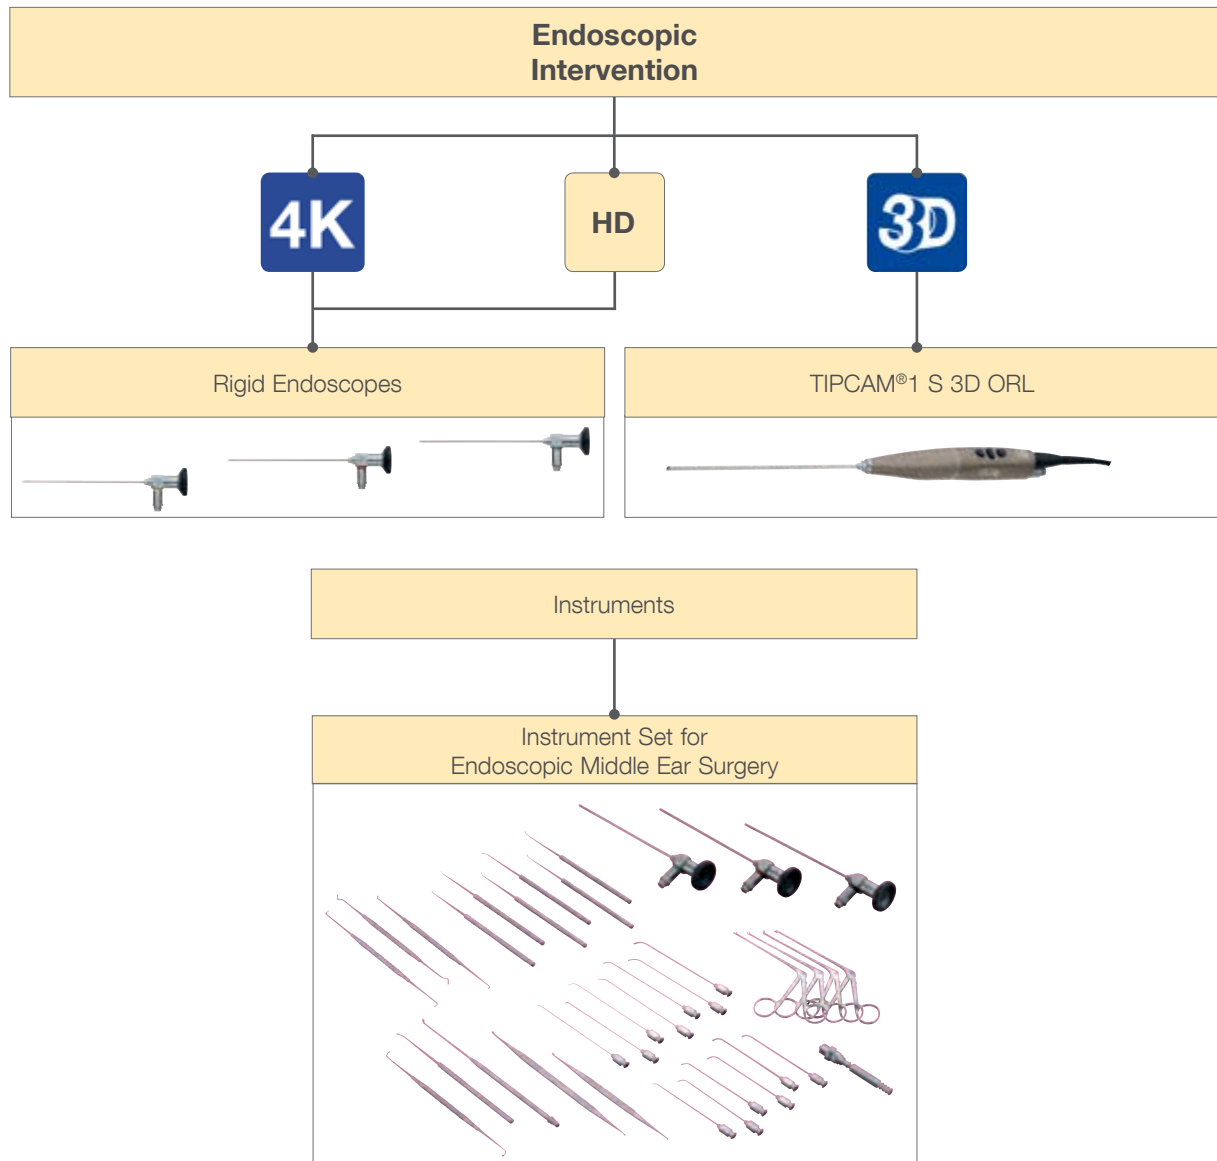 Endoscopic
Intervention
4K
HD
3D
Rigid Endoscopes
TIPCAM®1 S 3D ORL
Instruments
Instrument Set for
Endoscopic Middle Ear Surgery